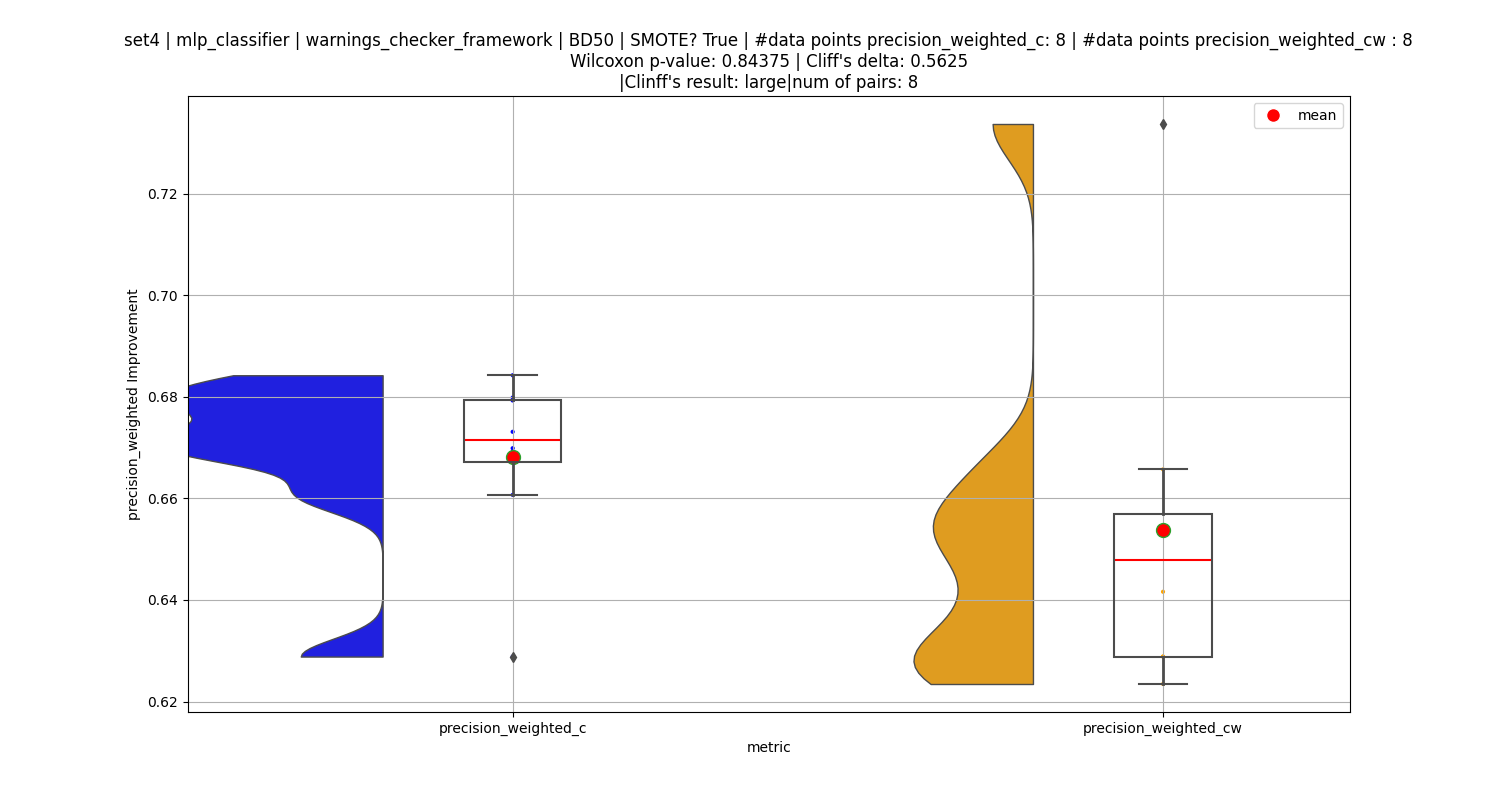 set4 | mlp_classifier | warnings_checker_framework | BD50 | SMOTE? True | #data points precision_weighted_c: 8 | #data points precision_weighted_cw : 8
Wilcoxon p-value: 0.84375 | Cliff's delta: 0.5625
|Clinff's result: large|num of pairs: 8
mean
0.72
0.70
0.68
0.66
0.64
0.62
precision_weighted Improvement
precision_weighted_c
precision_weighted_cw
metric